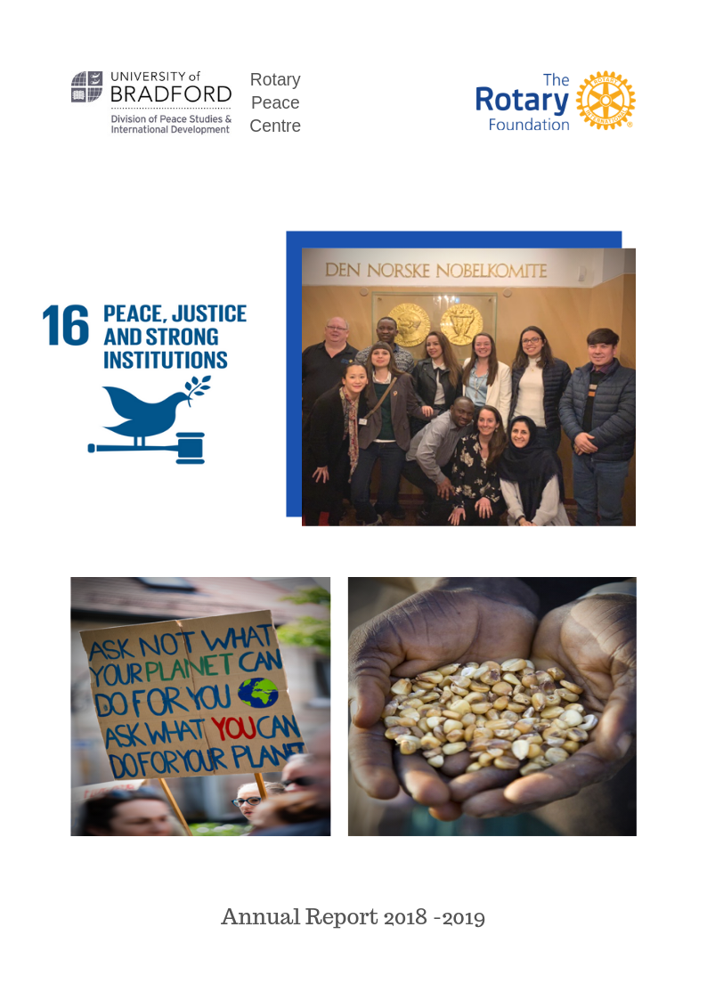 UNIVERSITY of
BRADFORD
Division of Peace Studies &
International Development
Rotary
Peace
Centre
The
Rotary
Foundation
ROTARY
INTERNATIONAL
16 PEACE, JUSTICE
AND STRONG
INSTITUTIONS
DEN NORSKE NOBELKOMITE
ASK NOT WHAT
YOUR PLANET CAN
DO FOR YOU
ASK WHAT YOU CAN
DO FOR YOUR PLANET
Annual Report 2018 -2019